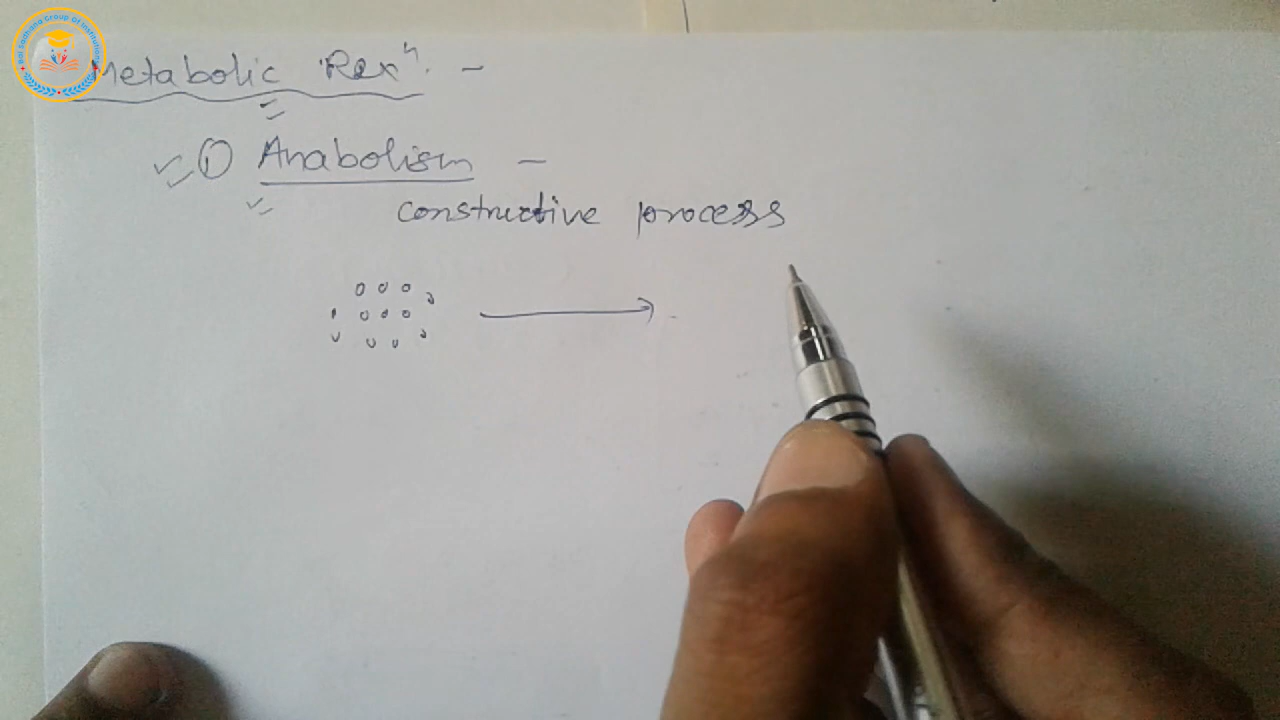 Metabolic Rexⁿ. -
① Anabolism -
constructive process